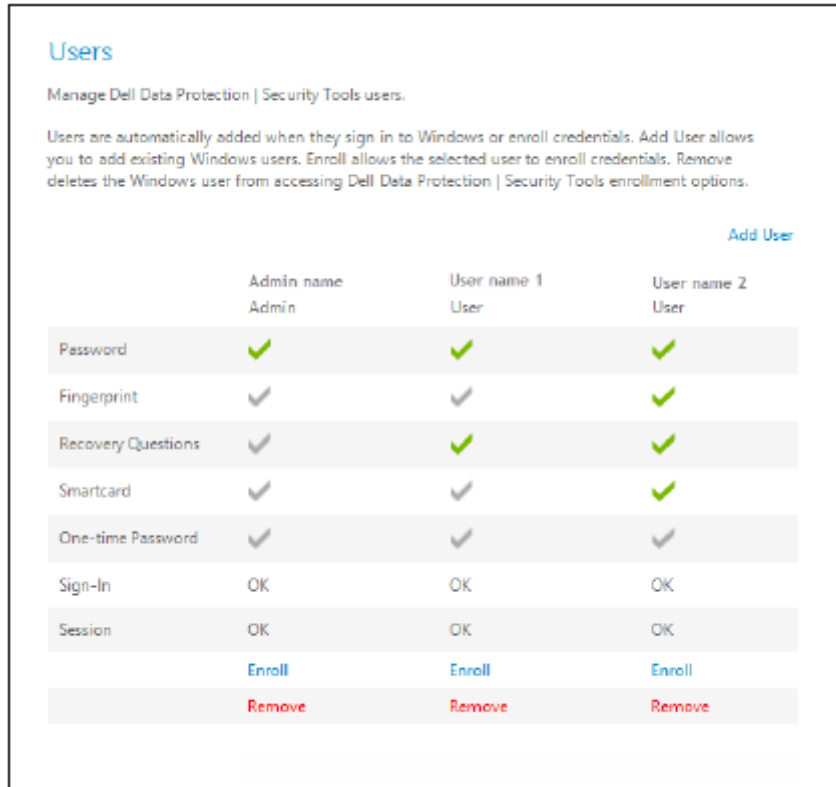 Users
Manage Dell Data Protection | Security Tools users.
Users are automatically added when they sign in to Windows or enroll credentials. Add User allows
you to add existing Windows users. Enroll allows the selected user to enroll credentials. Remove
deletes the Windows user from accessing Dell Data Protection | Security Tools enrollment options.
Add User
Admin name User name 1 User name 2
Admin User User
Password
Fingerprint
Recovery Questions
Smartcard
One-time Password
Sign-In OK OK OK
Session OK OK OK
Enroll Enroll Enroll
Remove Remove Remove